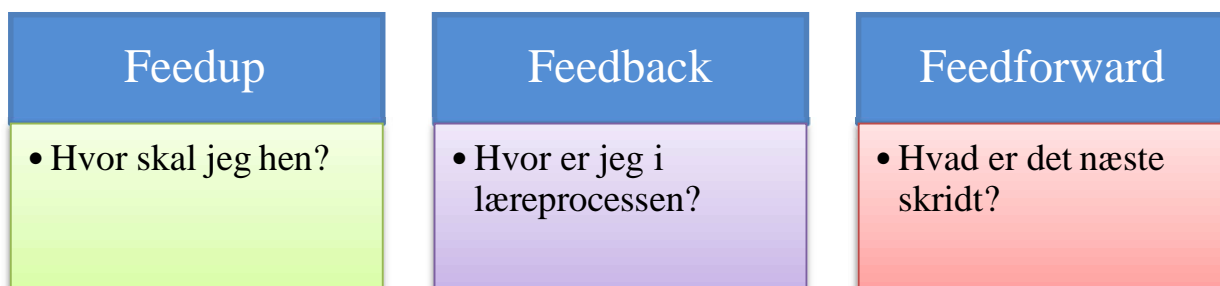 Feedup
• Hvor skal jeg hen?
Feedback
• Hvor er jeg i
læreprocessen?
Feedforward
• Hvad er det næste
skridt?